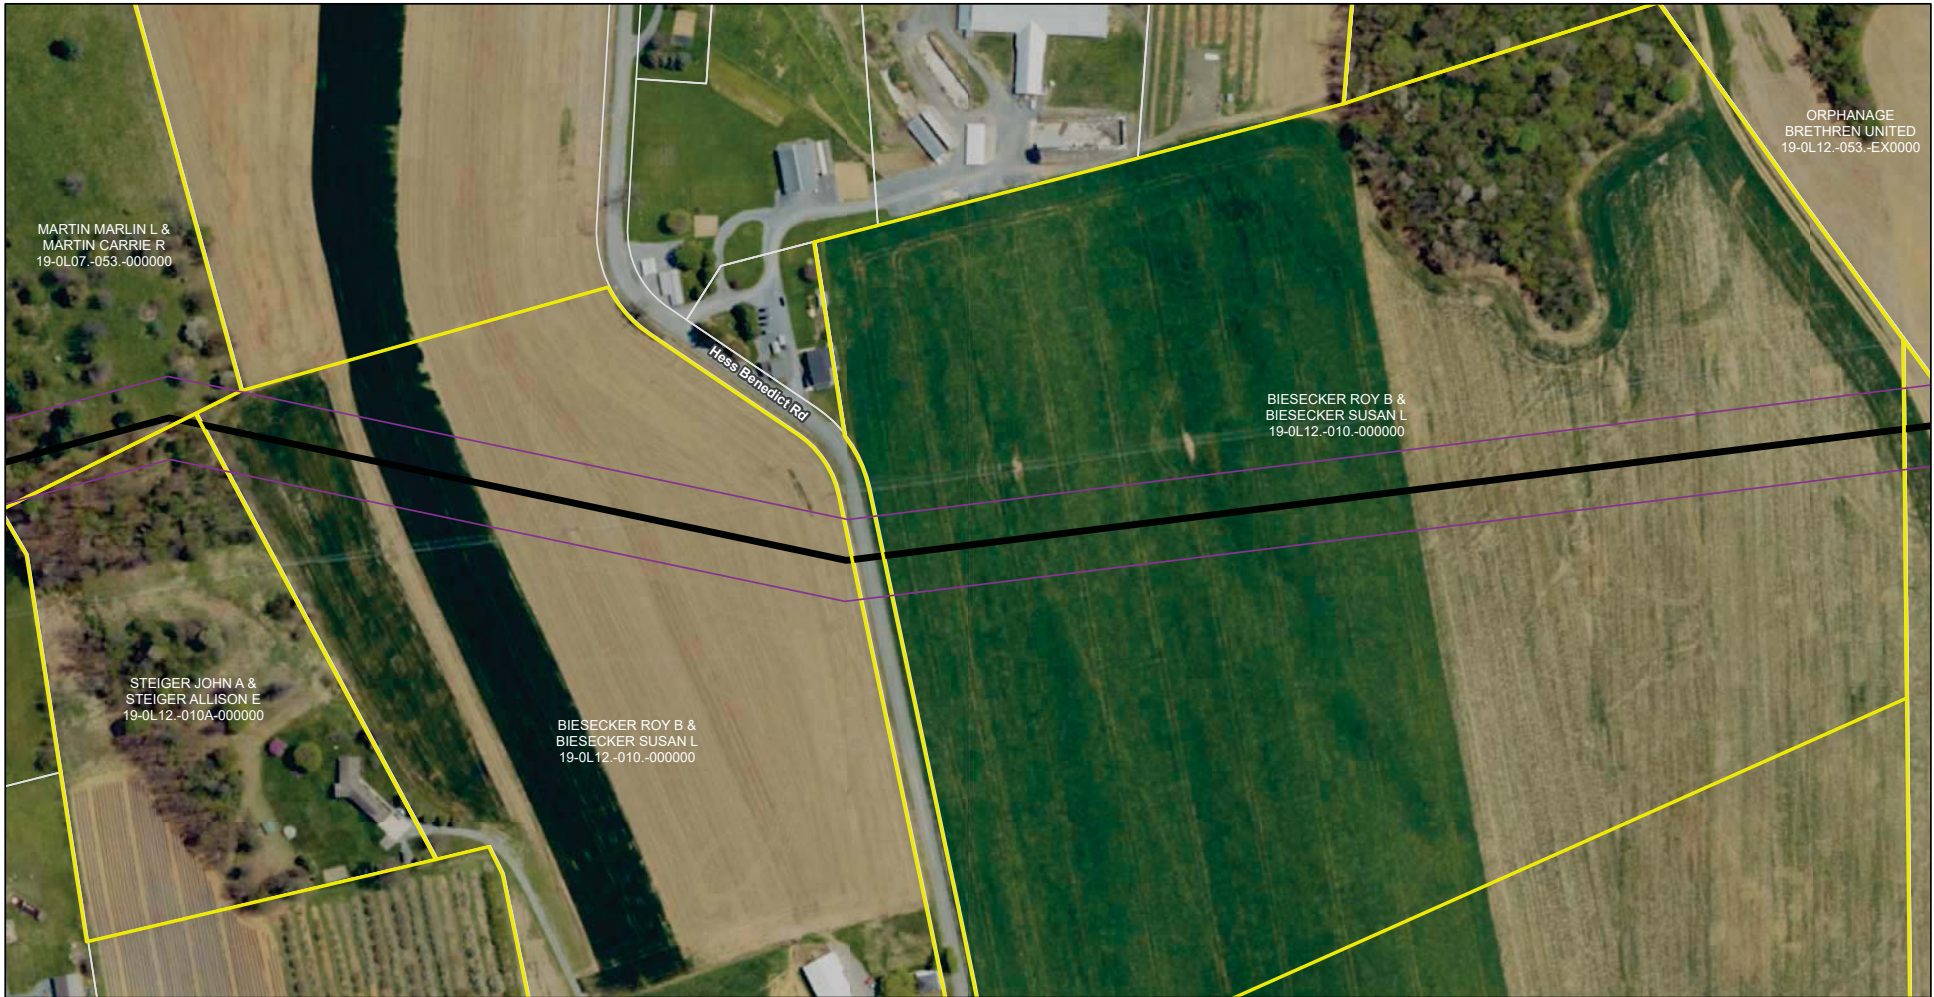 ORPHANAGE
BRETHREN UNITED
19-0L12.-053.-EX0000
MARTIN MARLIN L &
MARTIN CARRIE R
19-0L07.-053.-000000
Hess Benedict Rd
BIESECKER ROY B &
BIESECKER SUSAN L
19-0L12.-010.-000000
STEIGER JOHN A &
STEIGER ALLISON E
19-0L12.-010A-000000
BIESECKER ROY B &
BIESECKER SUSAN L
19-0L12.-010.-000000